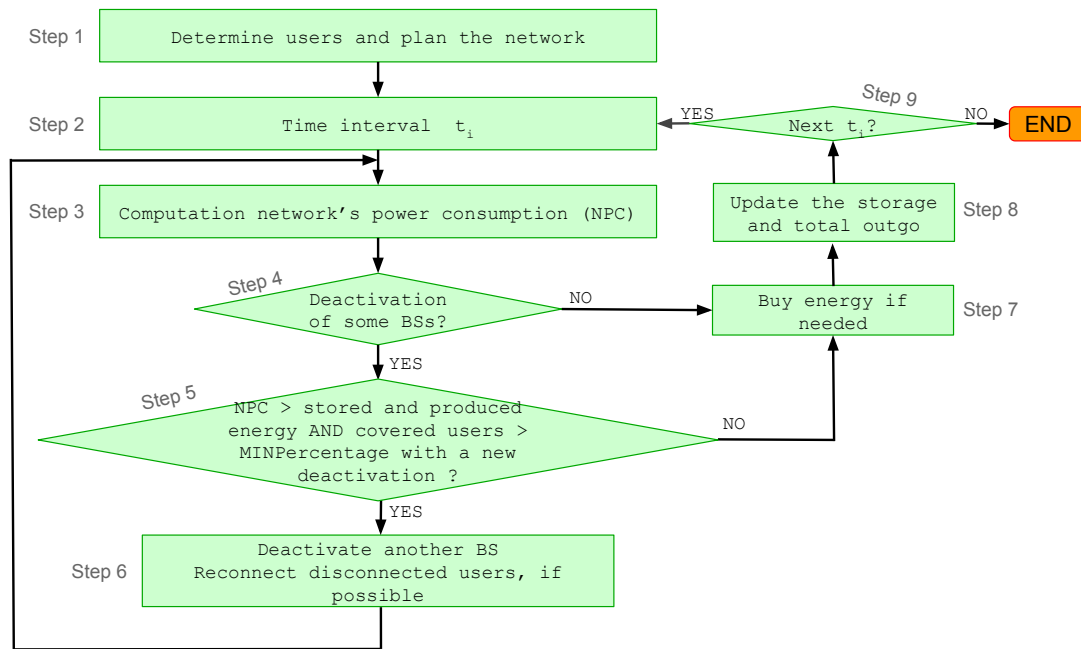 Step 1
Determine users and plan the network
Step 2
Time interval t_i
YES
Next t_i?
Step 9
NO
END
Step 3
Computation network's power consumption (NPC)
Update the storage
and total outgo
Step 8
Step 4
Deactivation
of some BSs?
NO
Buy energy if
needed
Step 7
YES
Step 5
NPC > stored and produced
energy AND covered users >
MINPercentage with a new
deactivation ?
NO
YES
Step 6
Deactivate another BS
Reconnect disconnected users, if
possible